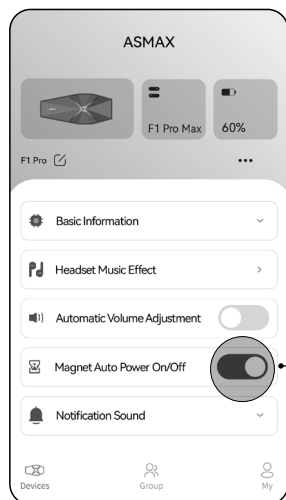 ASMAX
F1 Pro Max
60%
F1 Pro
Basic Information
Headset Music Effect
Automatic Volume Adjustment
Magnet Auto Power On/Off
Notification Sound
Devices
Group
My